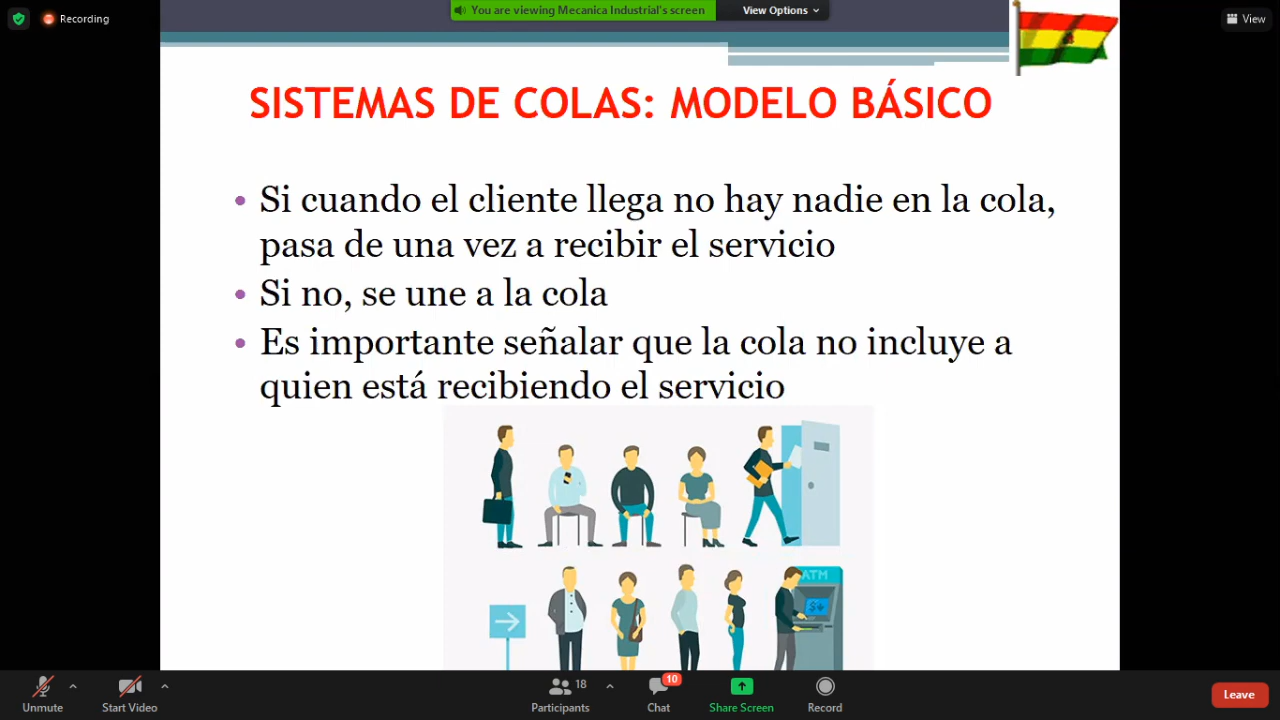 Recording
You are viewing Mecanica Industrial's screen
View Options
View
SISTEMAS DE COLAS: MODELO BÁSICO
• Si cuando el cliente llega no hay nadie en la cola,
pasa de una vez a recibir el servicio
• Si no, se une a la cola
• Es importante señalar que la cola no incluye a
quien está recibiendo el servicio
ATM
Unmute
Start Video
18
Participants
10
Chat
Share Screen
Record
Leave